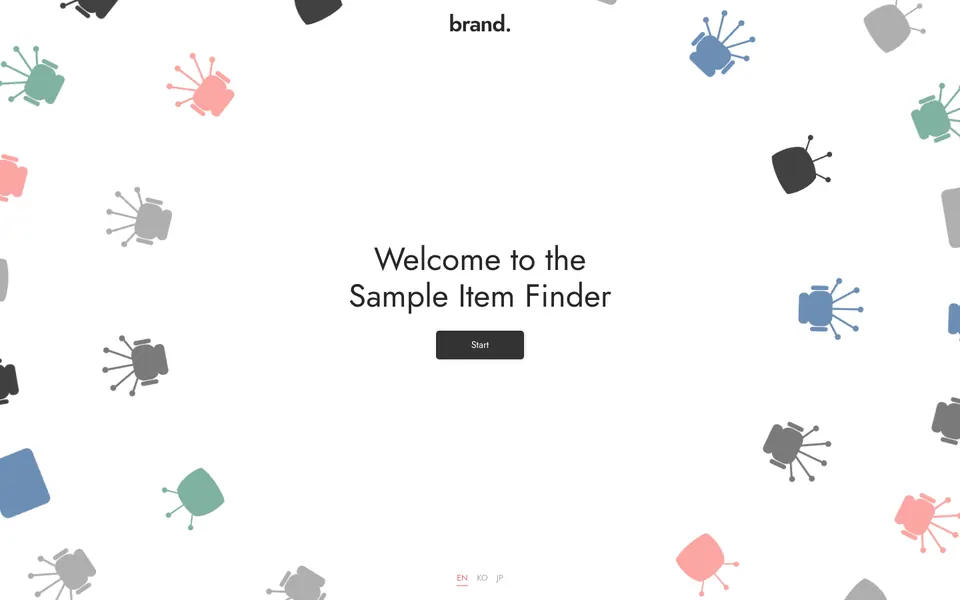 brand.
Welcome to the
Sample Item Finder
Start
EN KO JP